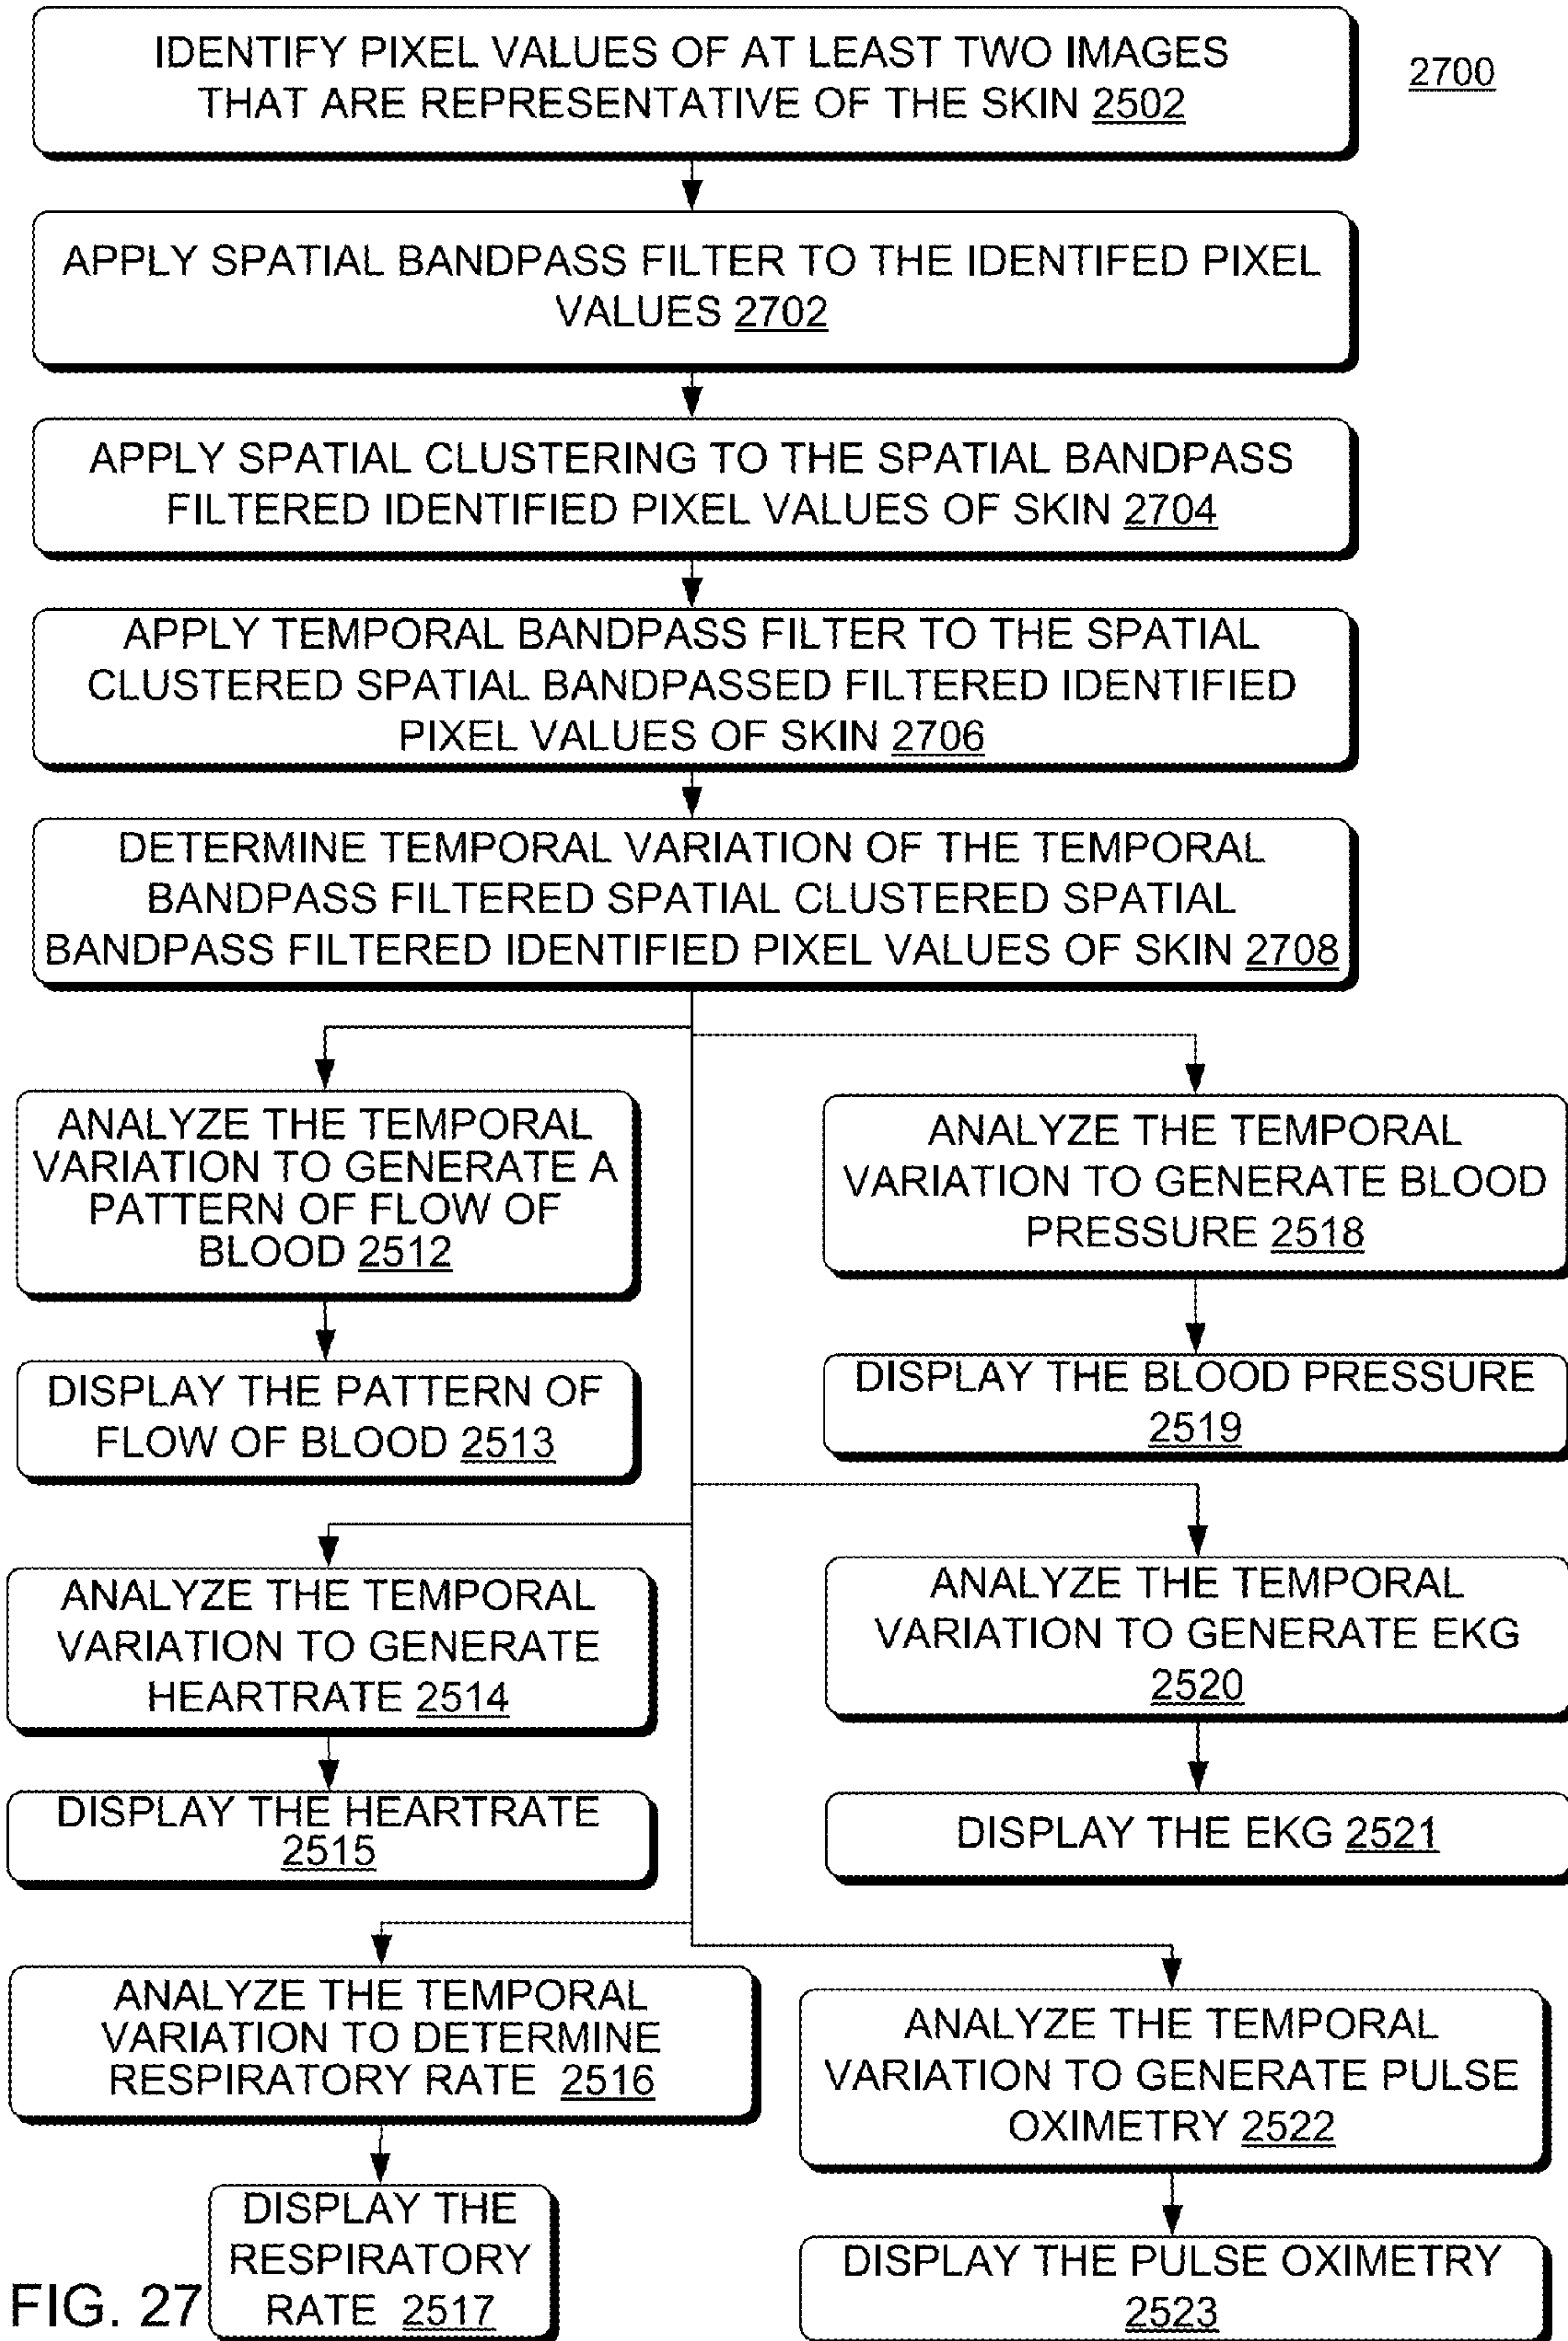 IDENTIFY PIXEL VALUES OF AT LEAST TWO IMAGES
THAT ARE REPRESENTATIVE OF THE SKIN 2502
2700
APPLY SPATIAL BANDPASS FILTER TO THE IDENTIFED PIXEL
VALUES 2702
APPLY SPATIAL CLUSTERING TO THE SPATIAL BANDPASS
FILTERED IDENTIFIED PIXEL VALUES OF SKIN 2704
APPLY TEMPORAL BANDPASS FILTER TO THE SPATIAL
CLUSTERED SPATIAL BANDPASSED FILTERED IDENTIFIED
PIXEL VALUES OF SKIN 2706
DETERMINE TEMPORAL VARIATION OF THE TEMPORAL
BANDPASS FILTERED SPATIAL CLUSTERED SPATIAL
BANDPASS FILTERED IDENTIFIED PIXEL VALUES OF SKIN 2708
ANALYZE THE TEMPORAL
VARIATION TO GENERATE A
PATTERN OF FLOW OF
BLOOD 2512
ANALYZE THE TEMPORAL
VARIATION TO GENERATE BLOOD
PRESSURE 2518
DISPLAY THE PATTERN OF
FLOW OF BLOOD 2513
DISPLAY THE BLOOD PRESSURE
2519
ANALYZE THE TEMPORAL
VARIATION TO GENERATE
HEARTRATE 2514
ANALYZE THE TEMPORAL
VARIATION TO GENERATE EKG
2520
DISPLAY THE HEARTRATE
2515
DISPLAY THE EKG 2521
ANALYZE THE TEMPORAL
VARIATION TO DETERMINE
RESPIRATORY RATE 2516
ANALYZE THE TEMPORAL
VARIATION TO GENERATE PULSE
OXIMETRY 2522
DISPLAY THE
RESPIRATORY
RATE 2517
DISPLAY THE PULSE OXIMETRY
2523
FIG. 27